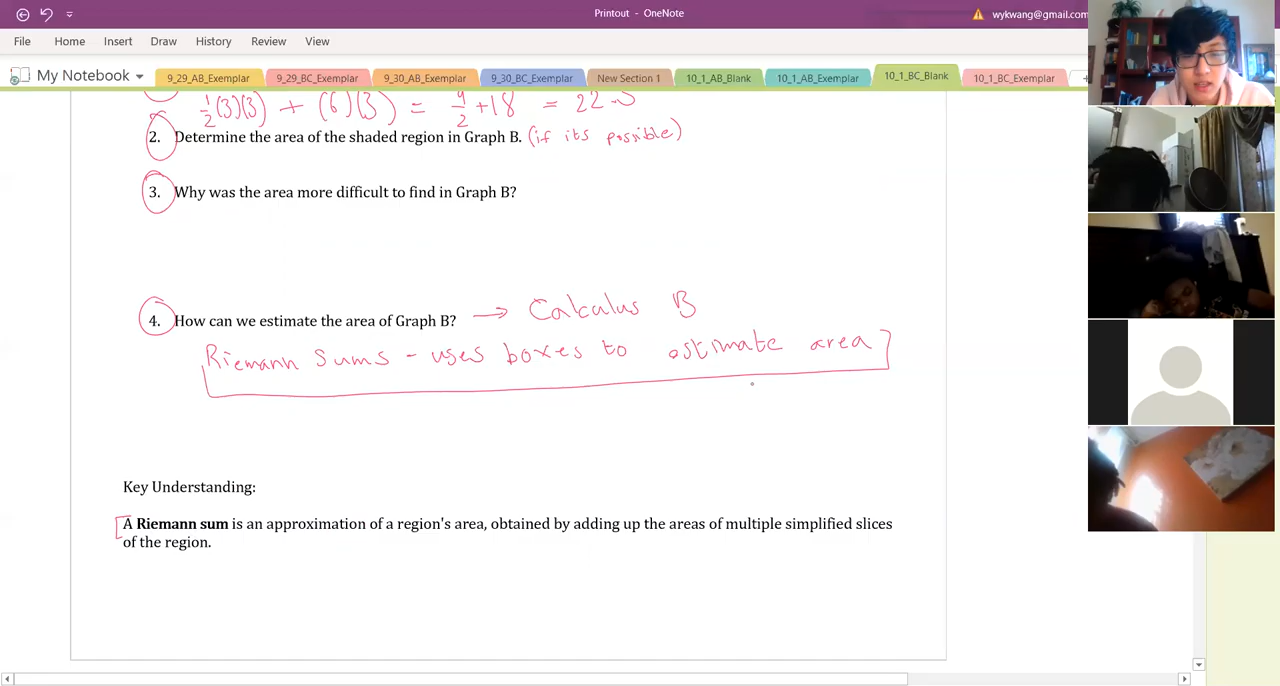 Printout - OneNote
wykwang@gmail.com
File Home Insert Draw History Review View
My Notebook 9_29_AB_Exemplar 9_29_BC_Exemplar 9_30_AB_Exemplar 9_30_BC_Exemplar New Section 1 10_1_AB_Blank 10_1_AB_Exemplar 10_1_BC_Blank 10_1_BC_Exemplar
1/2(3)(3) + (6)(3) = 9/2 + 18 = 22.5
2. Determine the area of the shaded region in Graph B. (if its possible)
3. Why was the area more difficult to find in Graph B?
4. How can we estimate the area of Graph B? → Calculus B
Riemann Sums - uses boxes to estimate area
Key Understanding:
A Riemann sum is an approximation of a region's area, obtained by adding up the areas of multiple simplified slices
of the region.